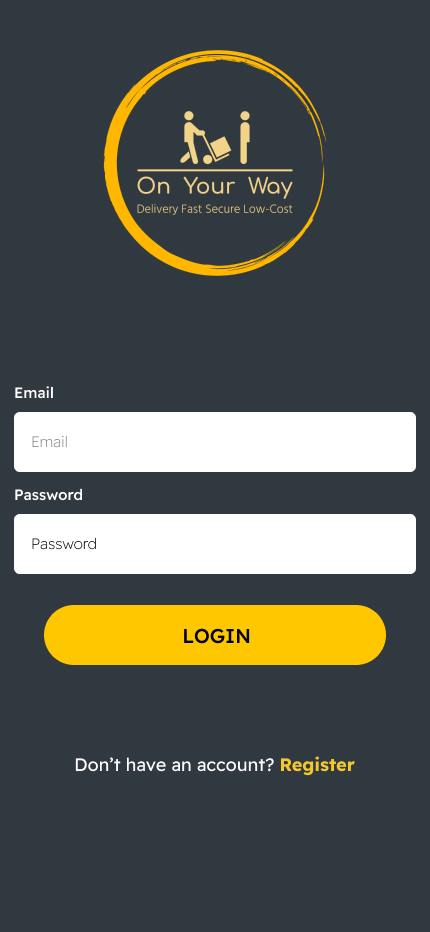 On Your Way
Delivery Fast Secure Low-Cost
Email
Email
Password
Password
LOGIN
Don’t have an account? Register